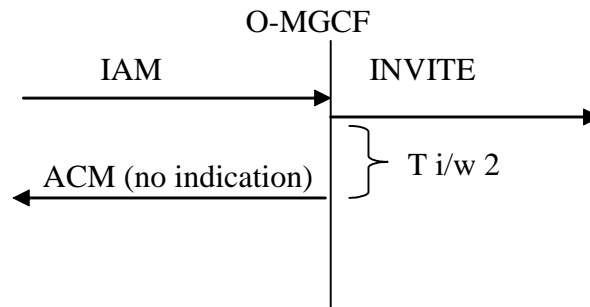 O-MGCF
IAM
INVITE
T i/w 2
ACM (no indication)